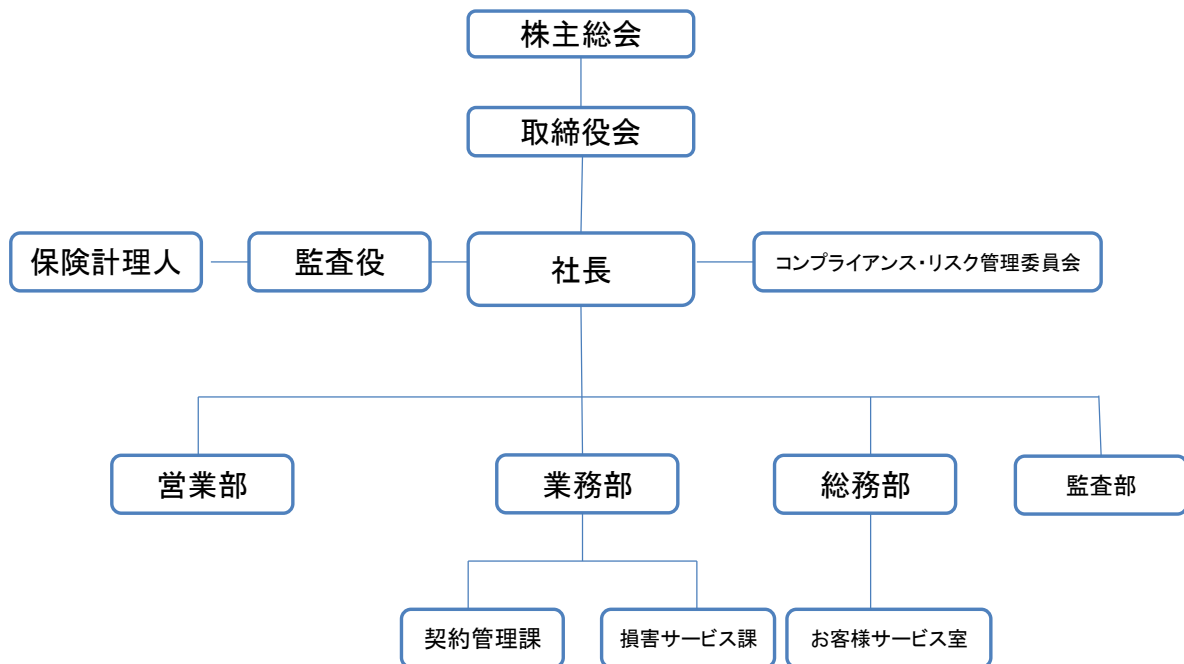 株主総会
取締役会
保険計理人
監査役
社長
コンプライアンス・リスク管理委員会
営業部
業務部
総務部
監査部
契約管理課
損害サービス課
お客様サービス室